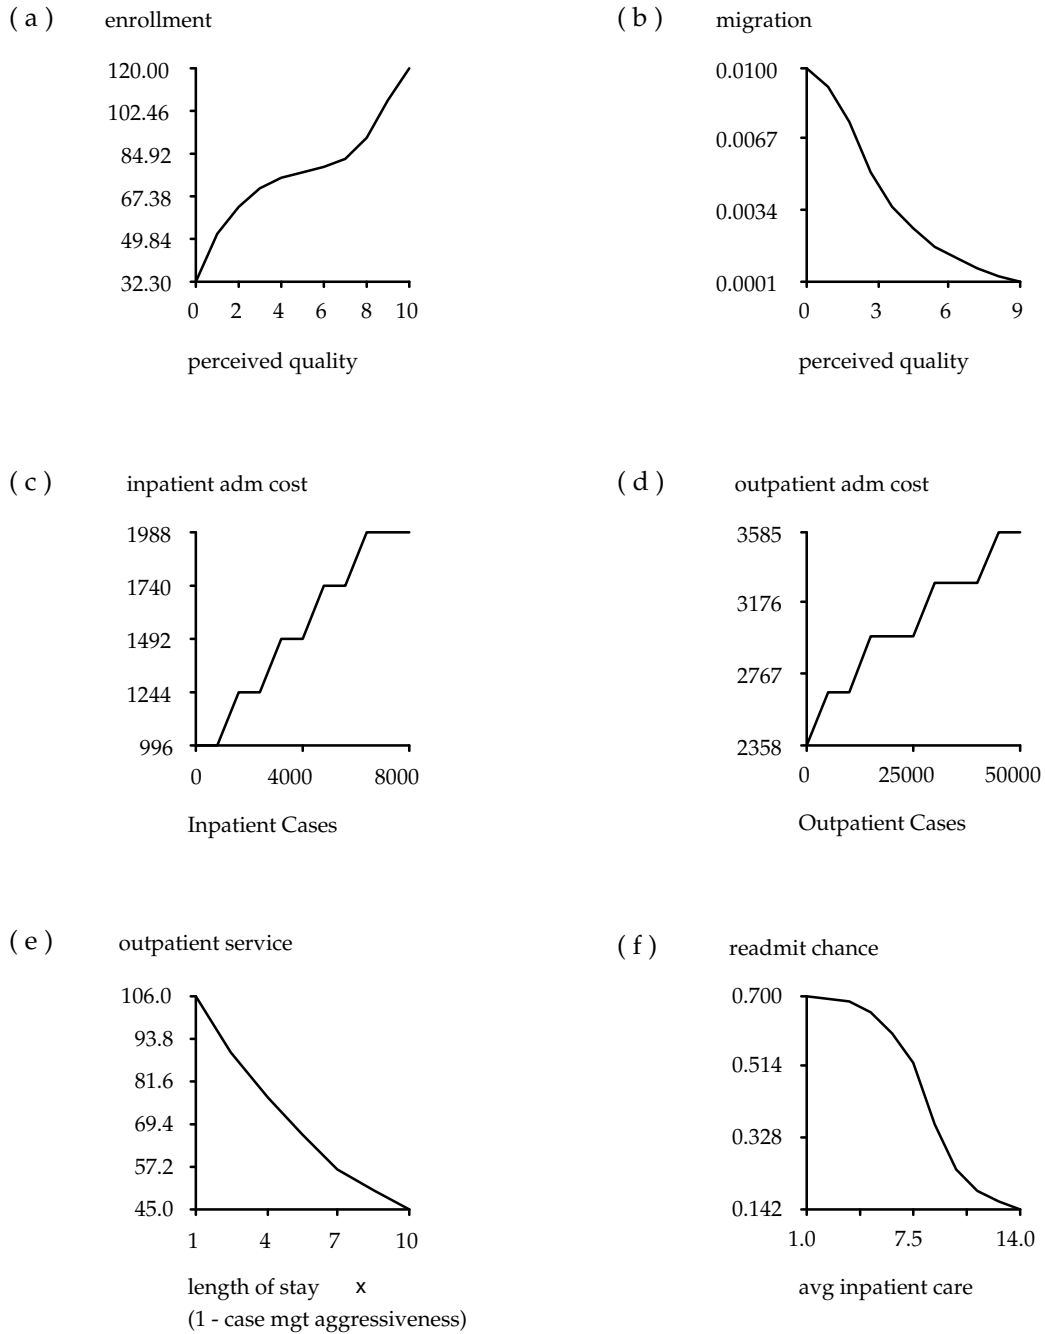 ( a ) enrollment
120.00
102.46
84.92
67.38
49.84
32.30
0 2 4 6 8 10
perceived quality
( b ) migration
0.0100
0.0067
0.0034
0.0001
0 3 6 9
perceived quality
( c ) inpatient adm cost
1988
1740
1492
1244
996
0 4000 8000
Inpatient Cases
( d ) outpatient adm cost
3585
3176
2767
2358
0 25000 50000
Outpatient Cases
( e ) outpatient service
106.0
93.8
81.6
69.4
57.2
45.0
1 4 7 10
length of stay x
(1 - case mgt aggressiveness)
( f ) readmit chance
0.700
0.514
0.328
0.142
1.0 7.5 14.0
avg inpatient care